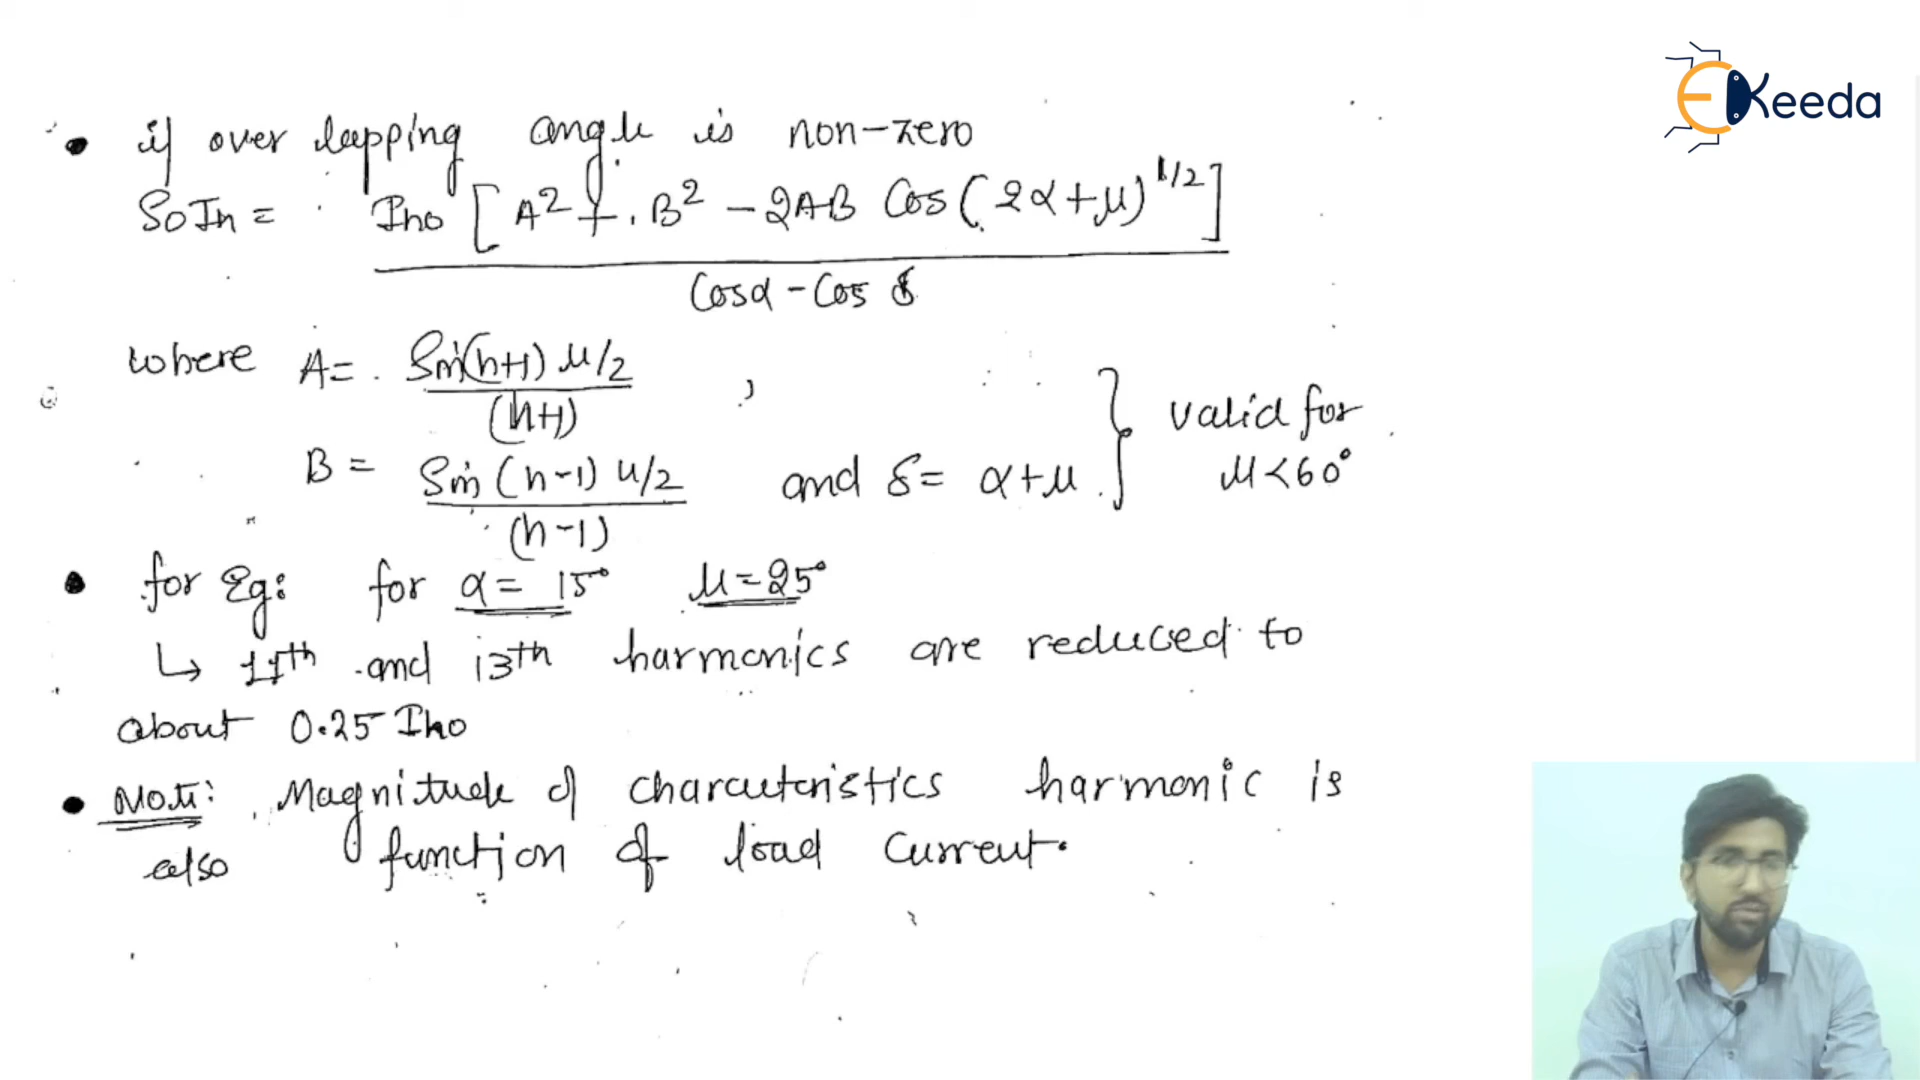 EKeeda
• if over lapping angle is non-zero
So In = Iho [A² + B² - 2AB Cos(2α+μ)^1/2]
Cosα - Cos δ
where A = Sin(h+1) μ/2 ,
(h+1)
valid for
B = Sin (h-1) μ/2 and δ = α+μ
μ<60°
(h-1)
• for Eg: for α = 15° μ=25°
↳ 11th and 13th harmonics are reduced to
about 0.25 Iho
• Note: Magnitude of characteristics harmonic is
also function of load current.